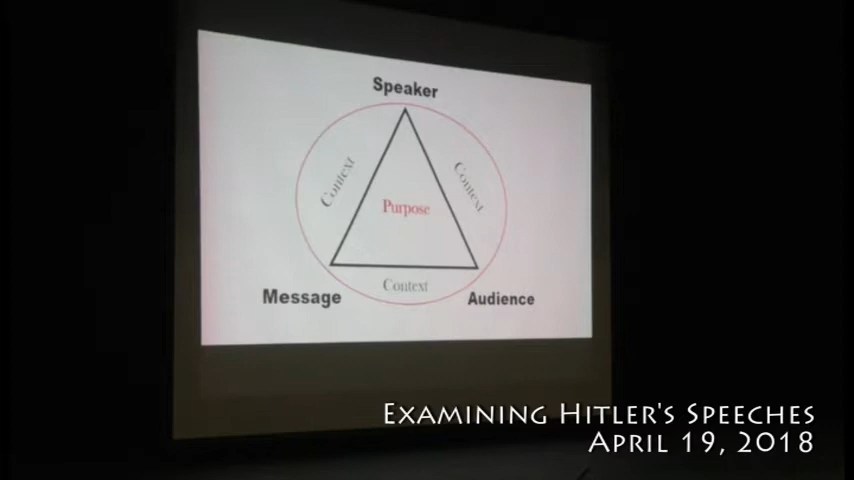 Speaker
Context
Context
Purpose
Context
Message
Audience
Examining Hitler's Speeches
April 19, 2018